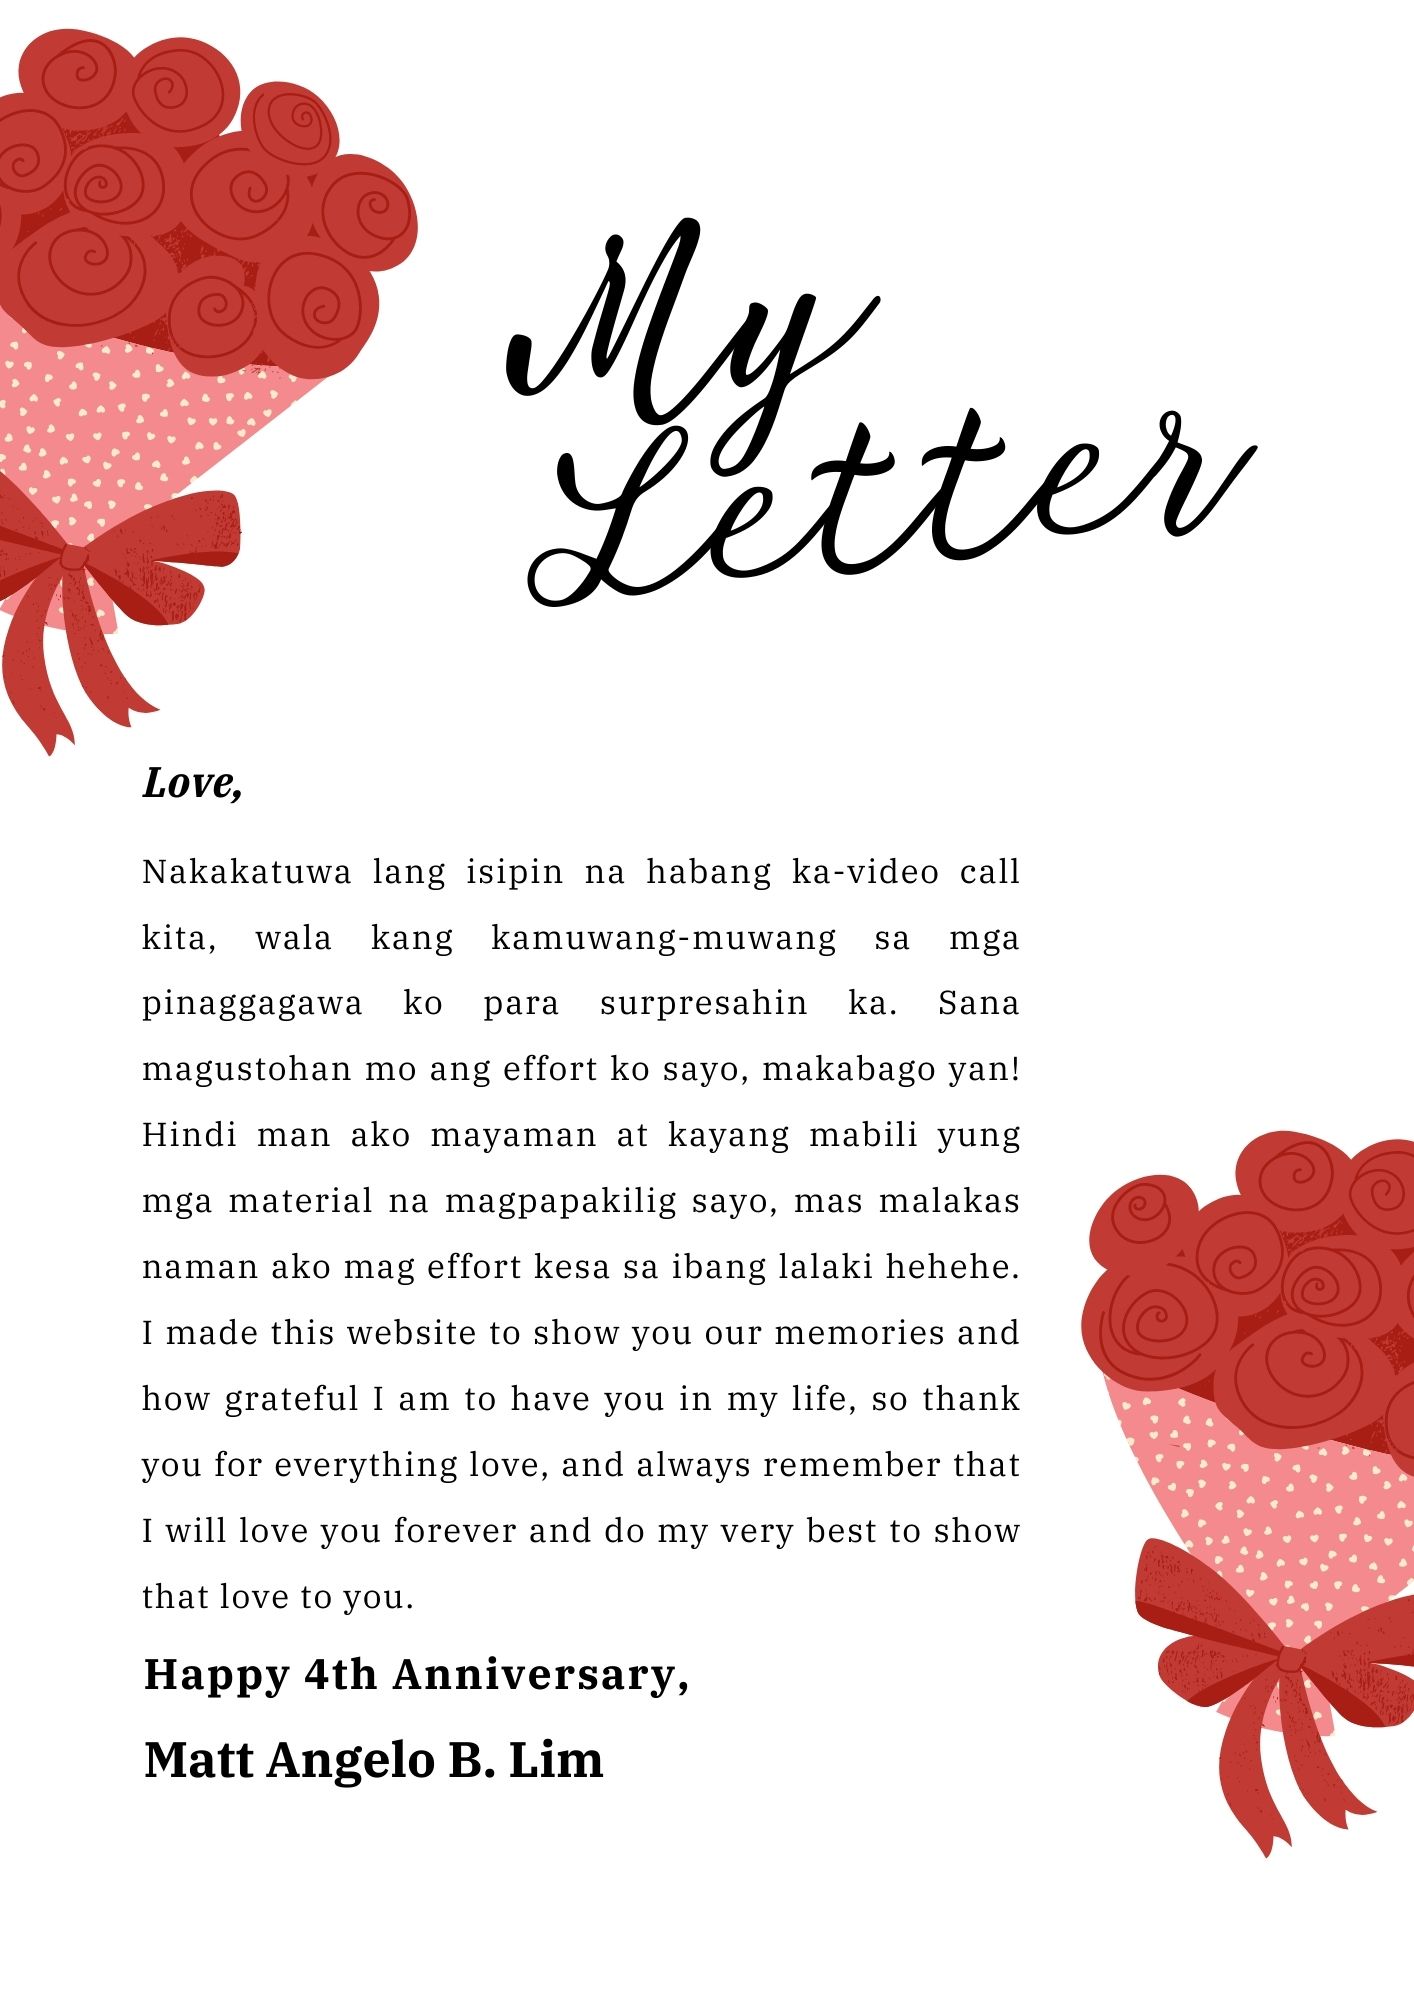 My
Letter
Love,
Nakakatuwa lang isipin na habang ka-video call
kita, wala kang kamuwang-muwang sa mga
pinaggagawa ko para surpresahin ka. Sana
magustohan mo ang effort ko sayo, makabago yan!
Hindi man ako mayaman at kayang mabili yung
mga material na magpapakilig sayo, mas malakas
naman ako mag effort kesa sa ibang lalaki hehehe.
I made this website to show you our memories and
how grateful I am to have you in my life, so thank
you for everything love, and always remember that
I will love you forever and do my very best to show
that love to you.
Happy 4th Anniversary,
Matt Angelo B. Lim